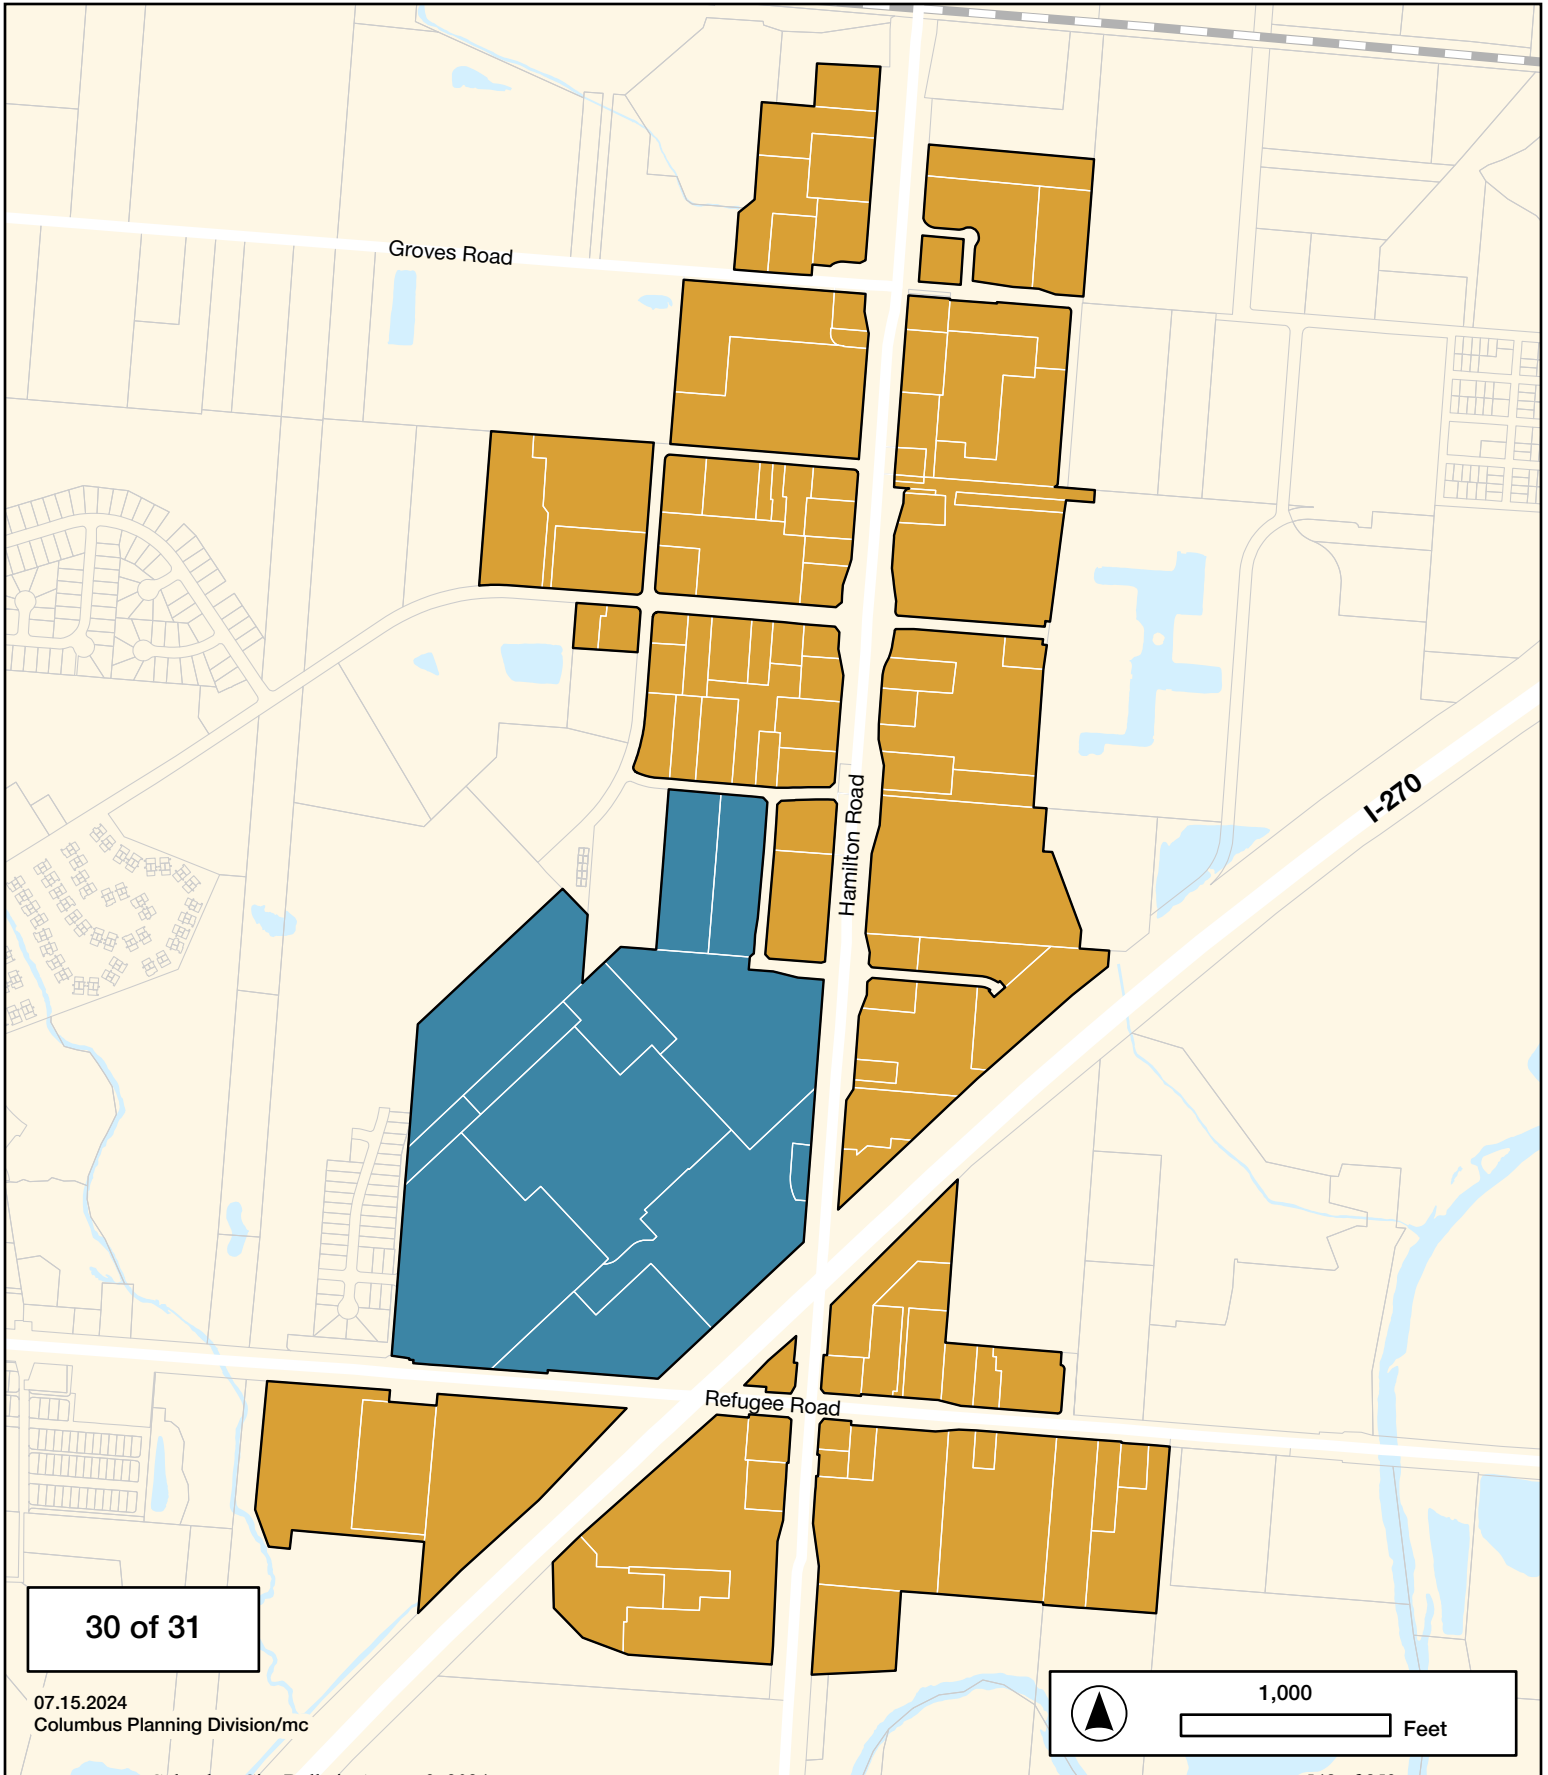 Groves Road
Hamilton Road
I-270
Refugee Road
30 of 31
07.15.2024
Columbus Planning Division/mc
1,000
Feet